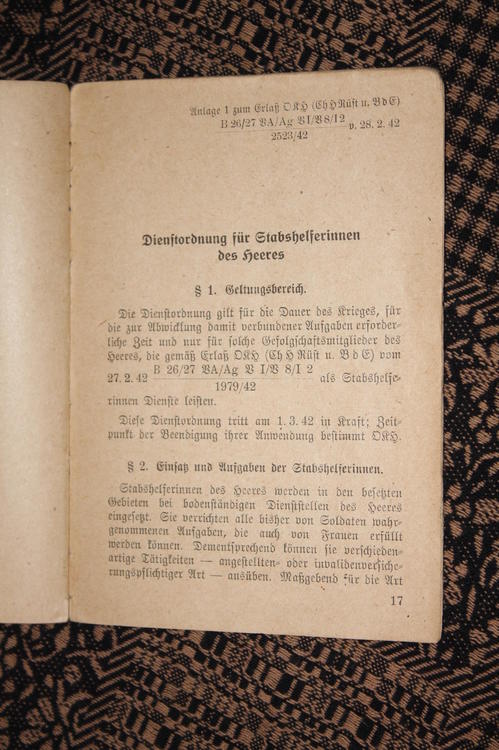 Anlage 1 zum Erlaß OKH (Ch H Rüst u. B d E)
B 26/27 VA/Ag V I/V 8/I 2
2523/42
v. 28. 2. 42
Dienstordnung für Stabshelferinnen
des Heeres
§ 1. Geltungsbereich.
Die Dienstordnung gilt für die Dauer des Krieges, für
die zur Abwicklung damit verbundener Aufgaben erforder-
liche Zeit und nur für solche Gefolgschaftsmitglieder des
Heeres, die gemäß Erlaß OKH (Ch H Rüst u. B d E) vom
27. 2. 42 B 26/27 VA/Ag V I/V 8/I 2
1979/42
als Stabshelfe-
rinnen Dienste leisten.
Diese Dienstordnung tritt am 1. 3. 42 in Kraft; Zeit-
punkt der Beendigung ihrer Anwendung bestimmt OKH.
§ 2. Einsatz und Aufgaben der Stabshelferinnen.
Stabshelferinnen des Heeres werden in den besetzten
Gebieten bei bodenständigen Dienststellen des Heeres
eingesetzt. Sie verrichten alle bisher von Soldaten wahr-
genommenen Aufgaben, die auch von Frauen erfüllt
werden können. Dementsprechend können sie verschieden-
artige Tätigkeiten — angestellten- oder invalidenversiche-
rungspflichtiger Art — ausüben. Maßgebend für die Art
17